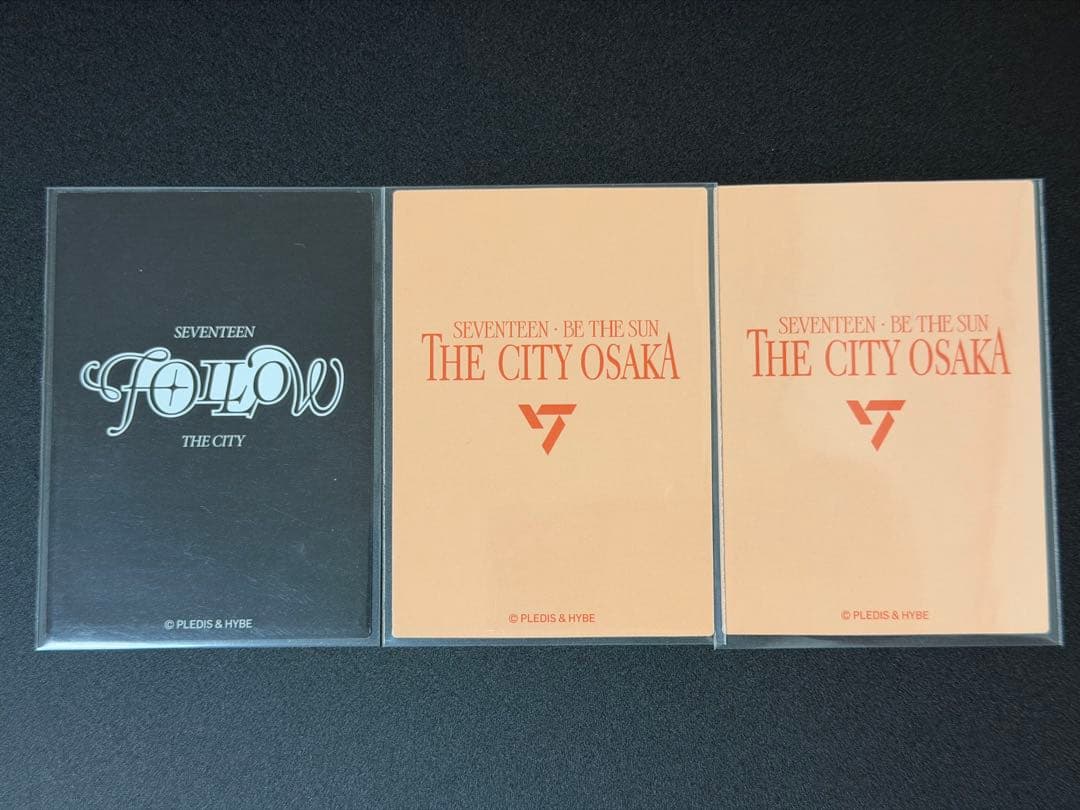 SEVENTEEN
FOLLOW
THE CITY
© PLEDIS & HYBE
SEVENTEEN · BE THE SUN
THE CITY OSAKA
© PLEDIS & HYBE
SEVENTEEN · BE THE SUN
THE CITY OSAKA
© PLEDIS & HYBE